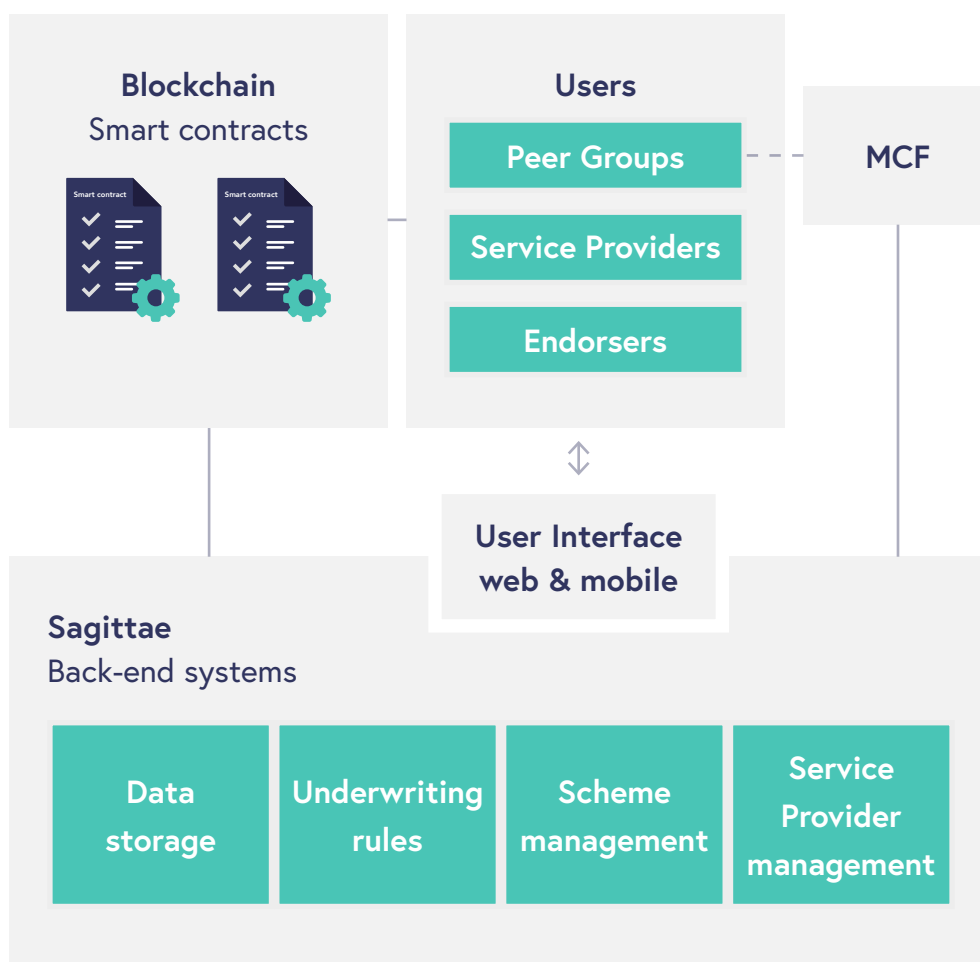 Blockchain
Smart contracts
Smart contract
Smart contract
Users
Peer Groups
Service Providers
Endorsers
MCF
User Interface
web & mobile
Sagittae
Back-end systems
Data
storage
Underwriting
rules
Scheme
management
Service
Provider
management